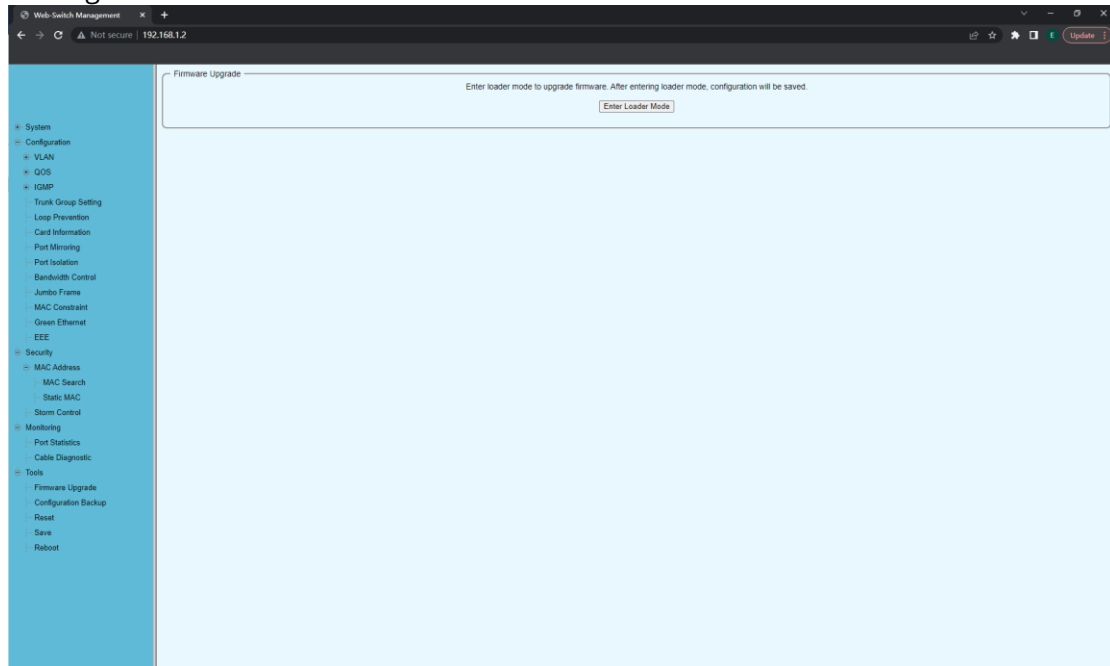 Web-Switch Management
Not secure | 192.168.1.2
E
Update
Firmware Upgrade
Enter loader mode to upgrade firmware. After entering loader mode, configuration will be saved.
Enter Loader Mode
System
Configuration
VLAN
QOS
IGMP
Trunk Group Setting
Loop Prevention
Card Information
Port Mirroring
Port Isolation
Bandwidth Control
Jumbo Frame
MAC Constraint
Green Ethernet
EEE
Security
MAC Address
MAC Search
Static MAC
Storm Control
Monitoring
Port Statistics
Cable Diagnostic
Tools
Firmware Upgrade
Configuration Backup
Reset
Save
Reboot